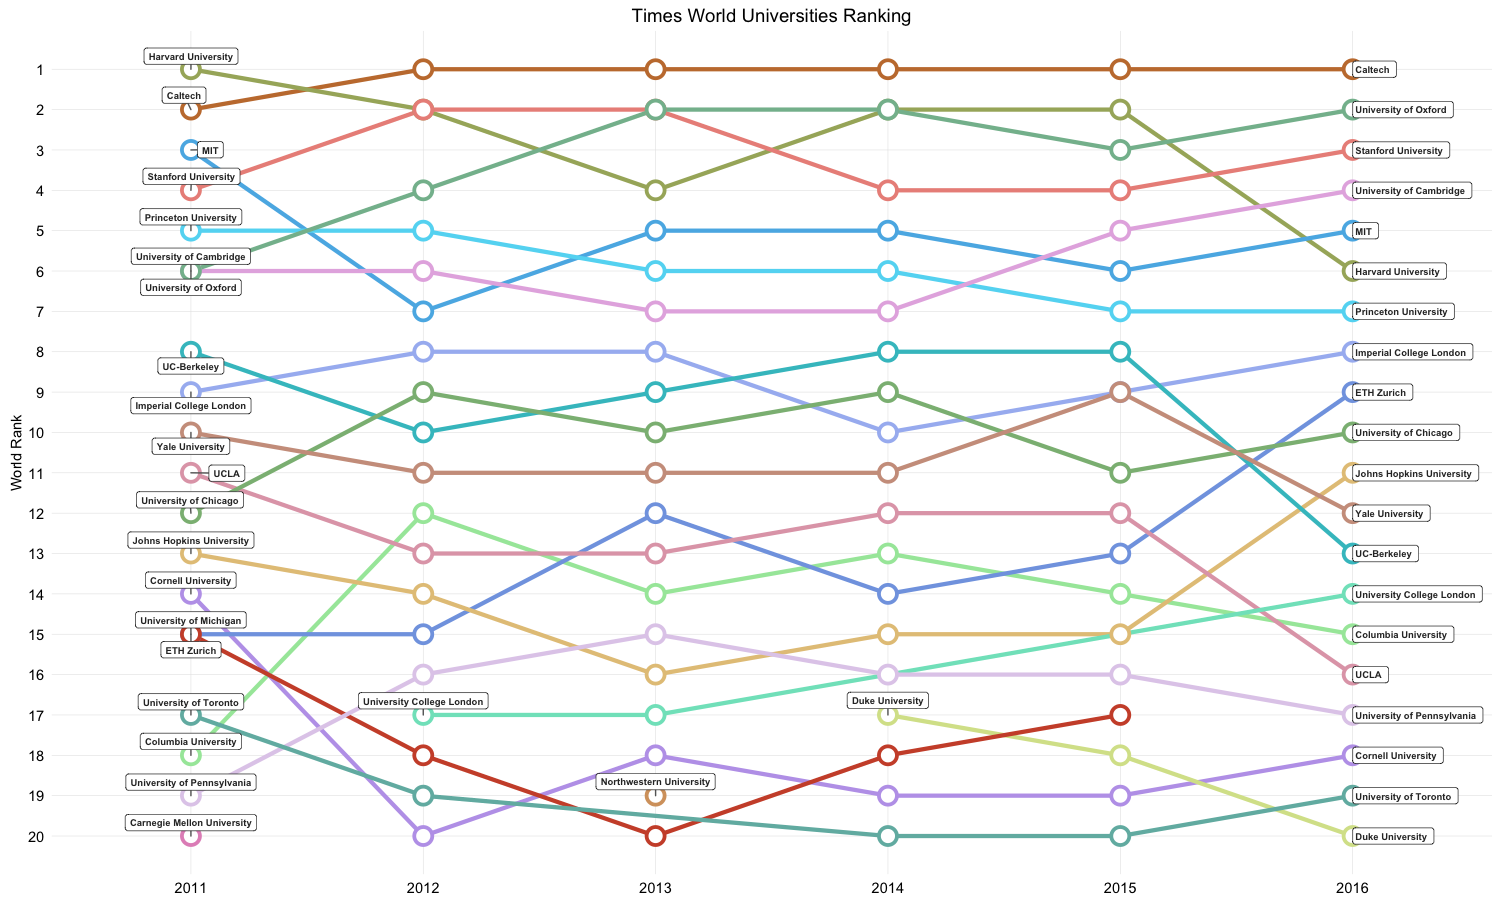 Times World Universities Ranking
World Rank
1
2
3
4
5
6
7
8
9
10
11
12
13
14
15
16
17
18
19
20
Harvard University
Caltech
MIT
Stanford University
Princeton University
University of Cambridge
University of Oxford
UC-Berkeley
Imperial College London
Yale University
UCLA
University of Chicago
Johns Hopkins University
Cornell University
University of Michigan
ETH Zurich
University of Toronto
Columbia University
University of Pennsylvania
Carnegie Mellon University
University College London
Northwestern University
Duke University
Caltech
University of Oxford
Stanford University
University of Cambridge
MIT
Harvard University
Princeton University
Imperial College London
ETH Zurich
University of Chicago
Johns Hopkins University
Yale University
UC-Berkeley
University College London
Columbia University
UCLA
University of Pennsylvania
Cornell University
University of Toronto
Duke University
2011
2012
2013
2014
2015
2016